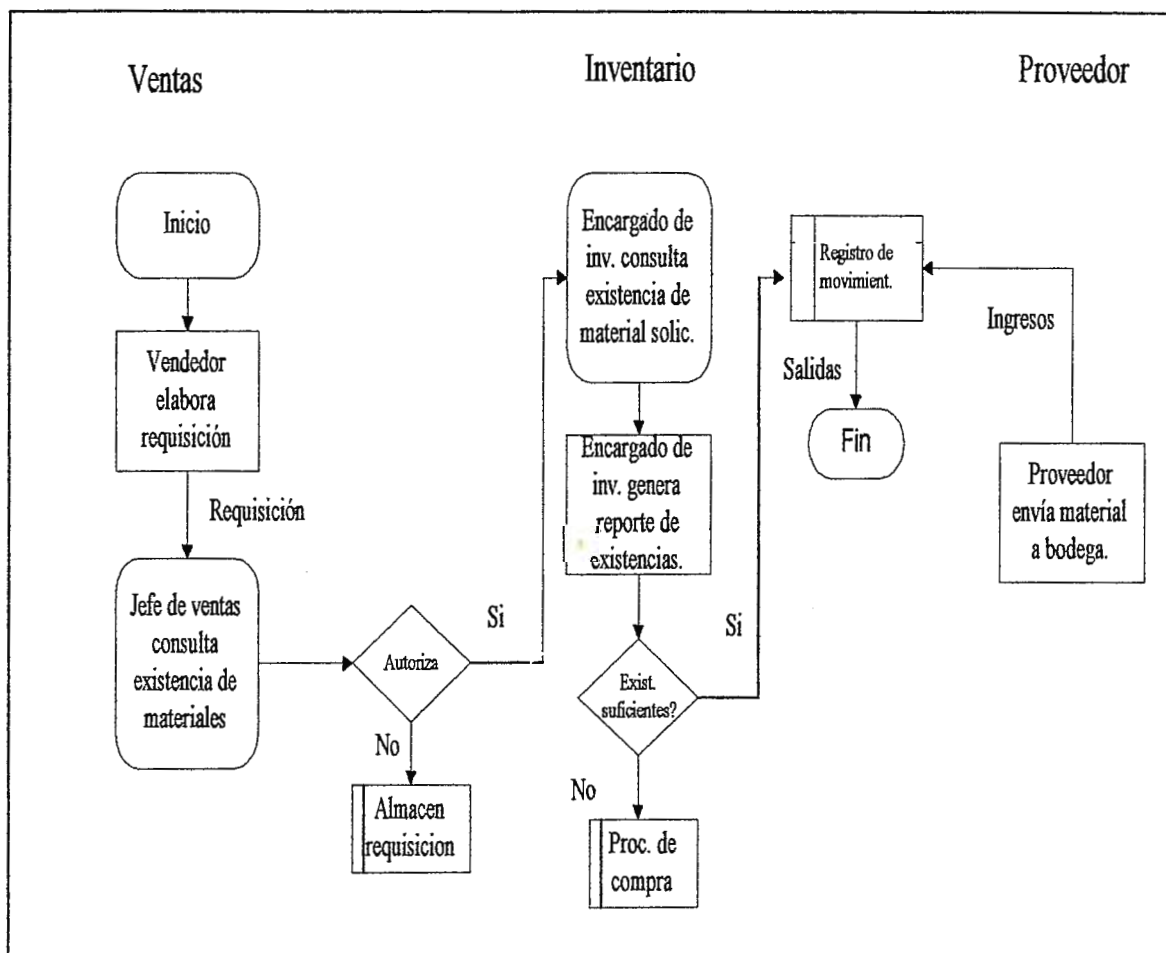 Ventas
Inventario
Proveedor
Inicio
Vendedor
elabora
requisición
Requisición
Jefe de ventas
consulta
existencia de
materiales
Autoriza
Si
No
Almacen
requisicion
Encargado de
inv. consulta
existencia de
material solic.
Encargado de
inv. genera
reporte de
existencias.
Exist.
suficientes?
Si
No
Proc. de
compra
Registro de
movimient.
Salidas
Fin
Ingresos
Proveedor
envía material
a bodega.